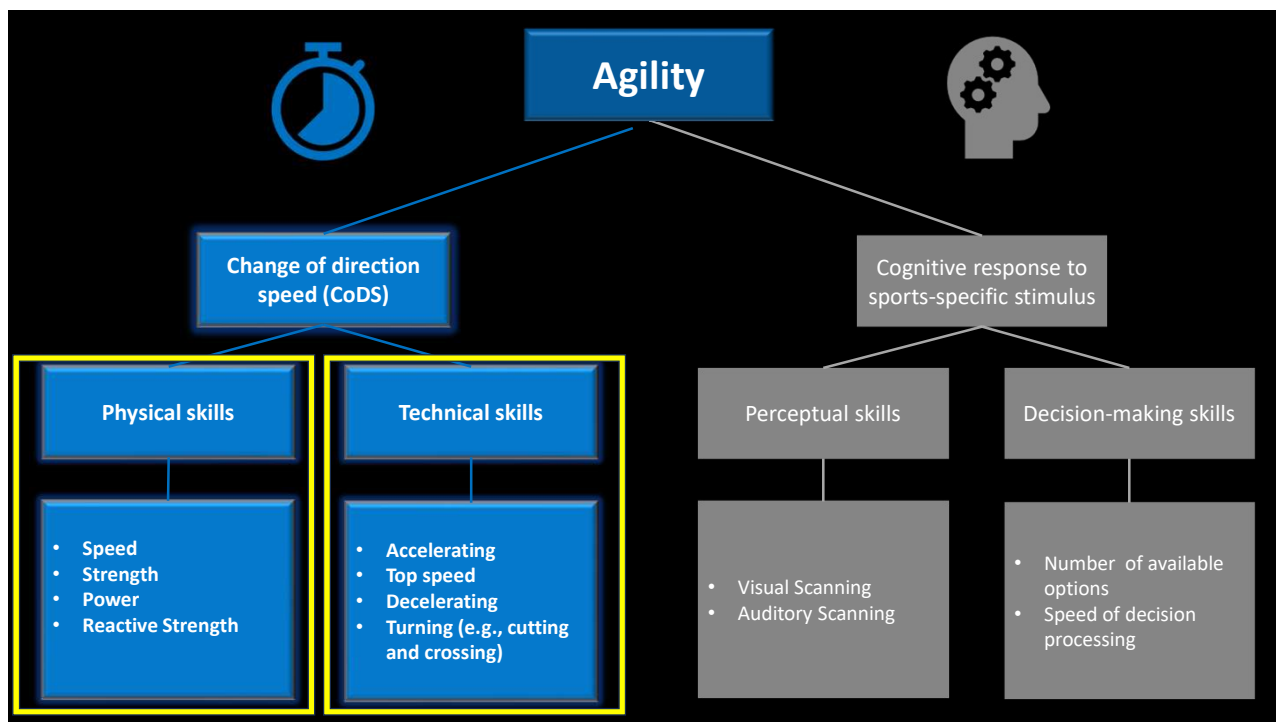 Agility
Change of direction
speed (CoDS)
Cognitive response to
sports-specific stimulus
Physical skills
Technical skills
Perceptual skills
Decision-making skills
• Speed
• Strength
• Power
• Reactive Strength
• Accelerating
• Top speed
• Decelerating
• Turning (e.g., cutting
and crossing)
• Visual Scanning
• Auditory Scanning
• Number of available
options
• Speed of decision
processing